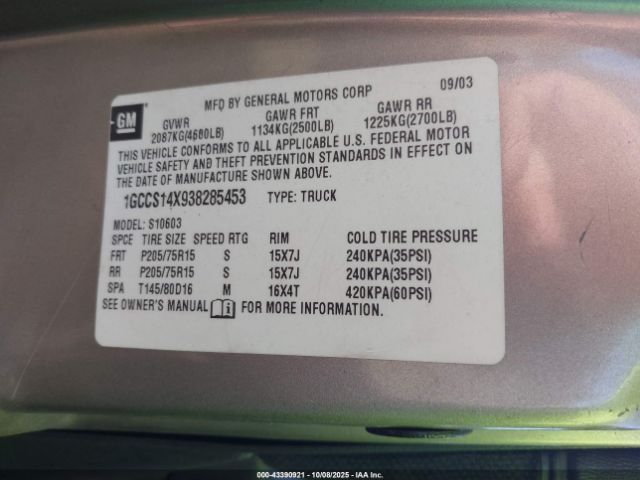 GM
MFD BY GENERAL MOTORS CORP 09/03
GVWR GAWR FRT GAWR RR
2087KG(4600LB) 1134KG(2500LB) 1225KG(2700LB)
THIS VEHICLE CONFORMS TO ALL APPLICABLE U.S. FEDERAL MOTOR
VEHICLE SAFETY AND THEFT PREVENTION STANDARDS IN EFFECT ON
THE DATE OF MANUFACTURE SHOWN ABOVE.
1GCCS14X938285453 TYPE: TRUCK
MODEL: S10603
SPCE TIRE SIZE SPEED RTG RIM COLD TIRE PRESSURE
FRT P205/75R15 S 15X7J 240KPA(35PSI)
RR P205/75R15 S 15X7J 240KPA(35PSI)
SPA T145/80D16 M 16X4T 420KPA(60PSI)
SEE OWNER'S MANUAL i FOR MORE INFORMATION.
000-43390921 - 10/08/2025 - IAA Inc.